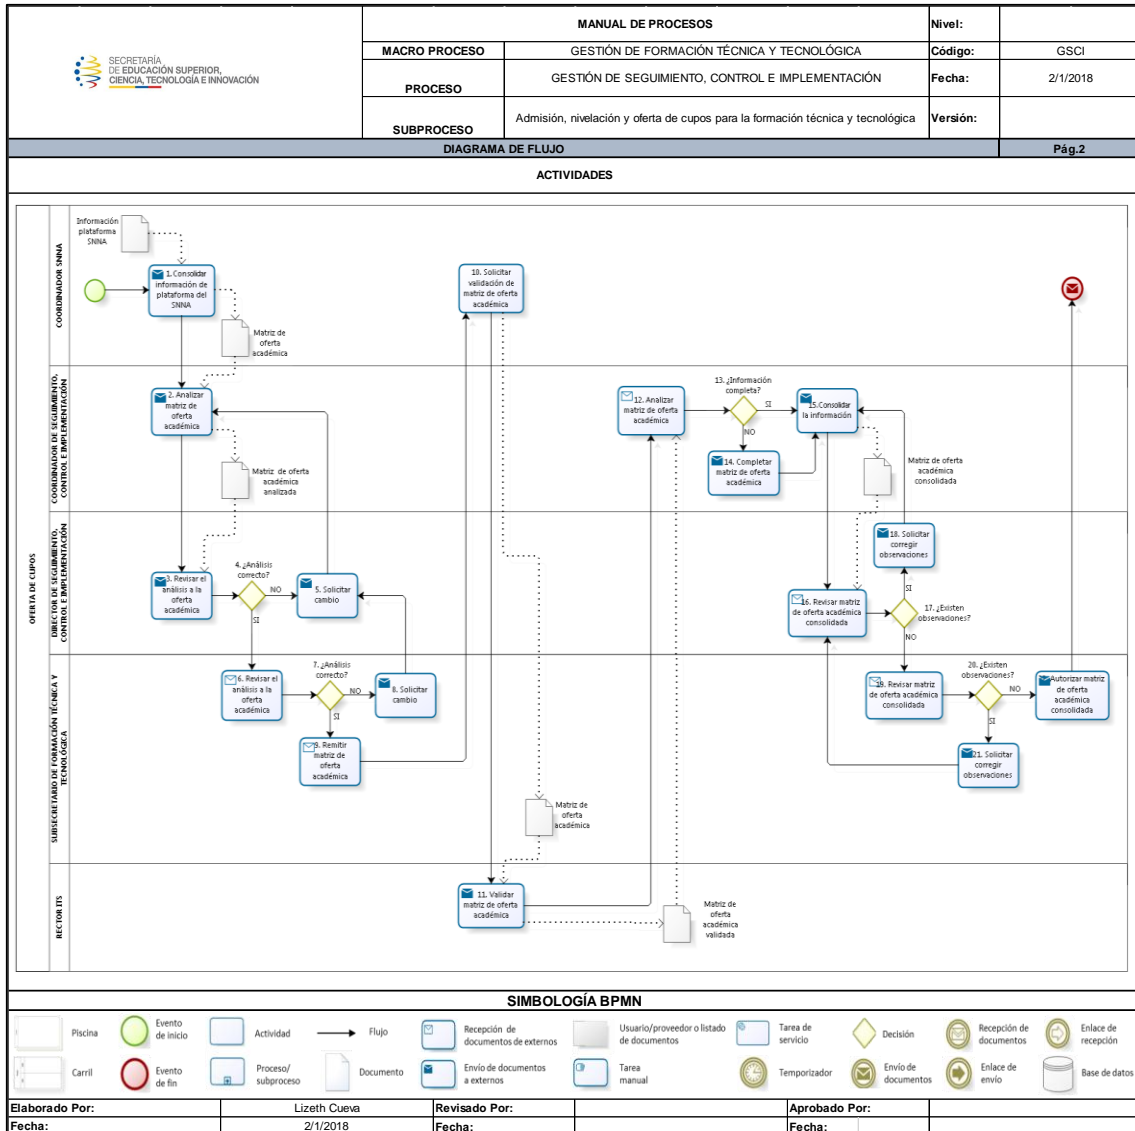 SECRETARÍA
DE EDUCACIÓN SUPERIOR,
CIENCIA, TECNOLOGÍA E INNOVACIÓN
MANUAL DE PROCESOS
Nivel:
MACRO PROCESO
GESTIÓN DE FORMACIÓN TÉCNICA Y TECNOLÓGICA
Código:
GSCI
PROCESO
GESTIÓN DE SEGUIMIENTO, CONTROL E IMPLEMENTACIÓN
Fecha:
2/1/2018
SUBPROCESO
Admisión, nivelación y oferta de cupos para la formación técnica y tecnológica
Versión:
DIAGRAMA DE FLUJO
Pág.2
ACTIVIDADES
OFERTA DE CUPOS
COORDINADOR SNNA
Información
plataforma
SNNA
1. Consolidar
información de
plataforma del
SNNA
Matriz de
oferta
académica
10. Solicitar
validación de
matriz de oferta
académica
COORDINADOR DE SEGUIMIENTO,
CONTROL E IMPLEMENTACIÓN
2. Analizar
matriz de
oferta
académica
Matriz de oferta
académica
analizada
12. Analizar
matriz de oferta
académica
13. ¿Información
completa?
SI
NO
14. Completar
matriz de oferta
académica
15.Consolidar
la información
Matriz de oferta
académica
consolidada
DIRECTOR DE SEGUIMIENTO,
CONTROL E IMPLEMENTACIÓN
3. Revisar el
análisis a la
oferta
académica
4. ¿Análisis
correcto?
NO
SI
5. Solicitar
cambio
18. Solicitar
corregir
observaciones
16. Revisar matriz
de oferta académica
consolidada
SI
17. ¿Existen
observaciones?
NO
SUBSECRETARIO DE FORMACIÓN TÉCNICA Y
TECNOLÓGICA
6. Revisar el
análisis a la
oferta
académica
7. ¿Análisis
correcto?
NO
SI
8. Solicitar
cambio
9. Remitir
matriz de
oferta
académica
Matriz de
oferta
académica
19. Revisar matriz
de oferta académica
consolidada
20. ¿Existen
observaciones?
NO
SI
Autorizar matriz
de oferta
académica
consolidada
21. Solicitar
corregir
observaciones
RECTOR ITS
11. Validar
matriz de oferta
académica
Matriz de
oferta
académica
validada
SIMBOLOGÍA BPMN
Piscina
Evento
de inicio
Actividad
Flujo
Recepción de
documentos de externos
Usuario/proveedor o listado
de documentos
Tarea de
servicio
Decisión
Recepción de
documentos
Enlace de
recepción
Carril
Evento
de fin
Proceso/
subproceso
Documento
Envío de documentos
a externos
Tarea
manual
Temporizador
Envío de
documentos
Enlace de
envío
Base de datos
Elaborado Por:
Lizeth Cueva
Revisado Por:
Aprobado Por:
Fecha:
2/1/2018
Fecha:
Fecha: